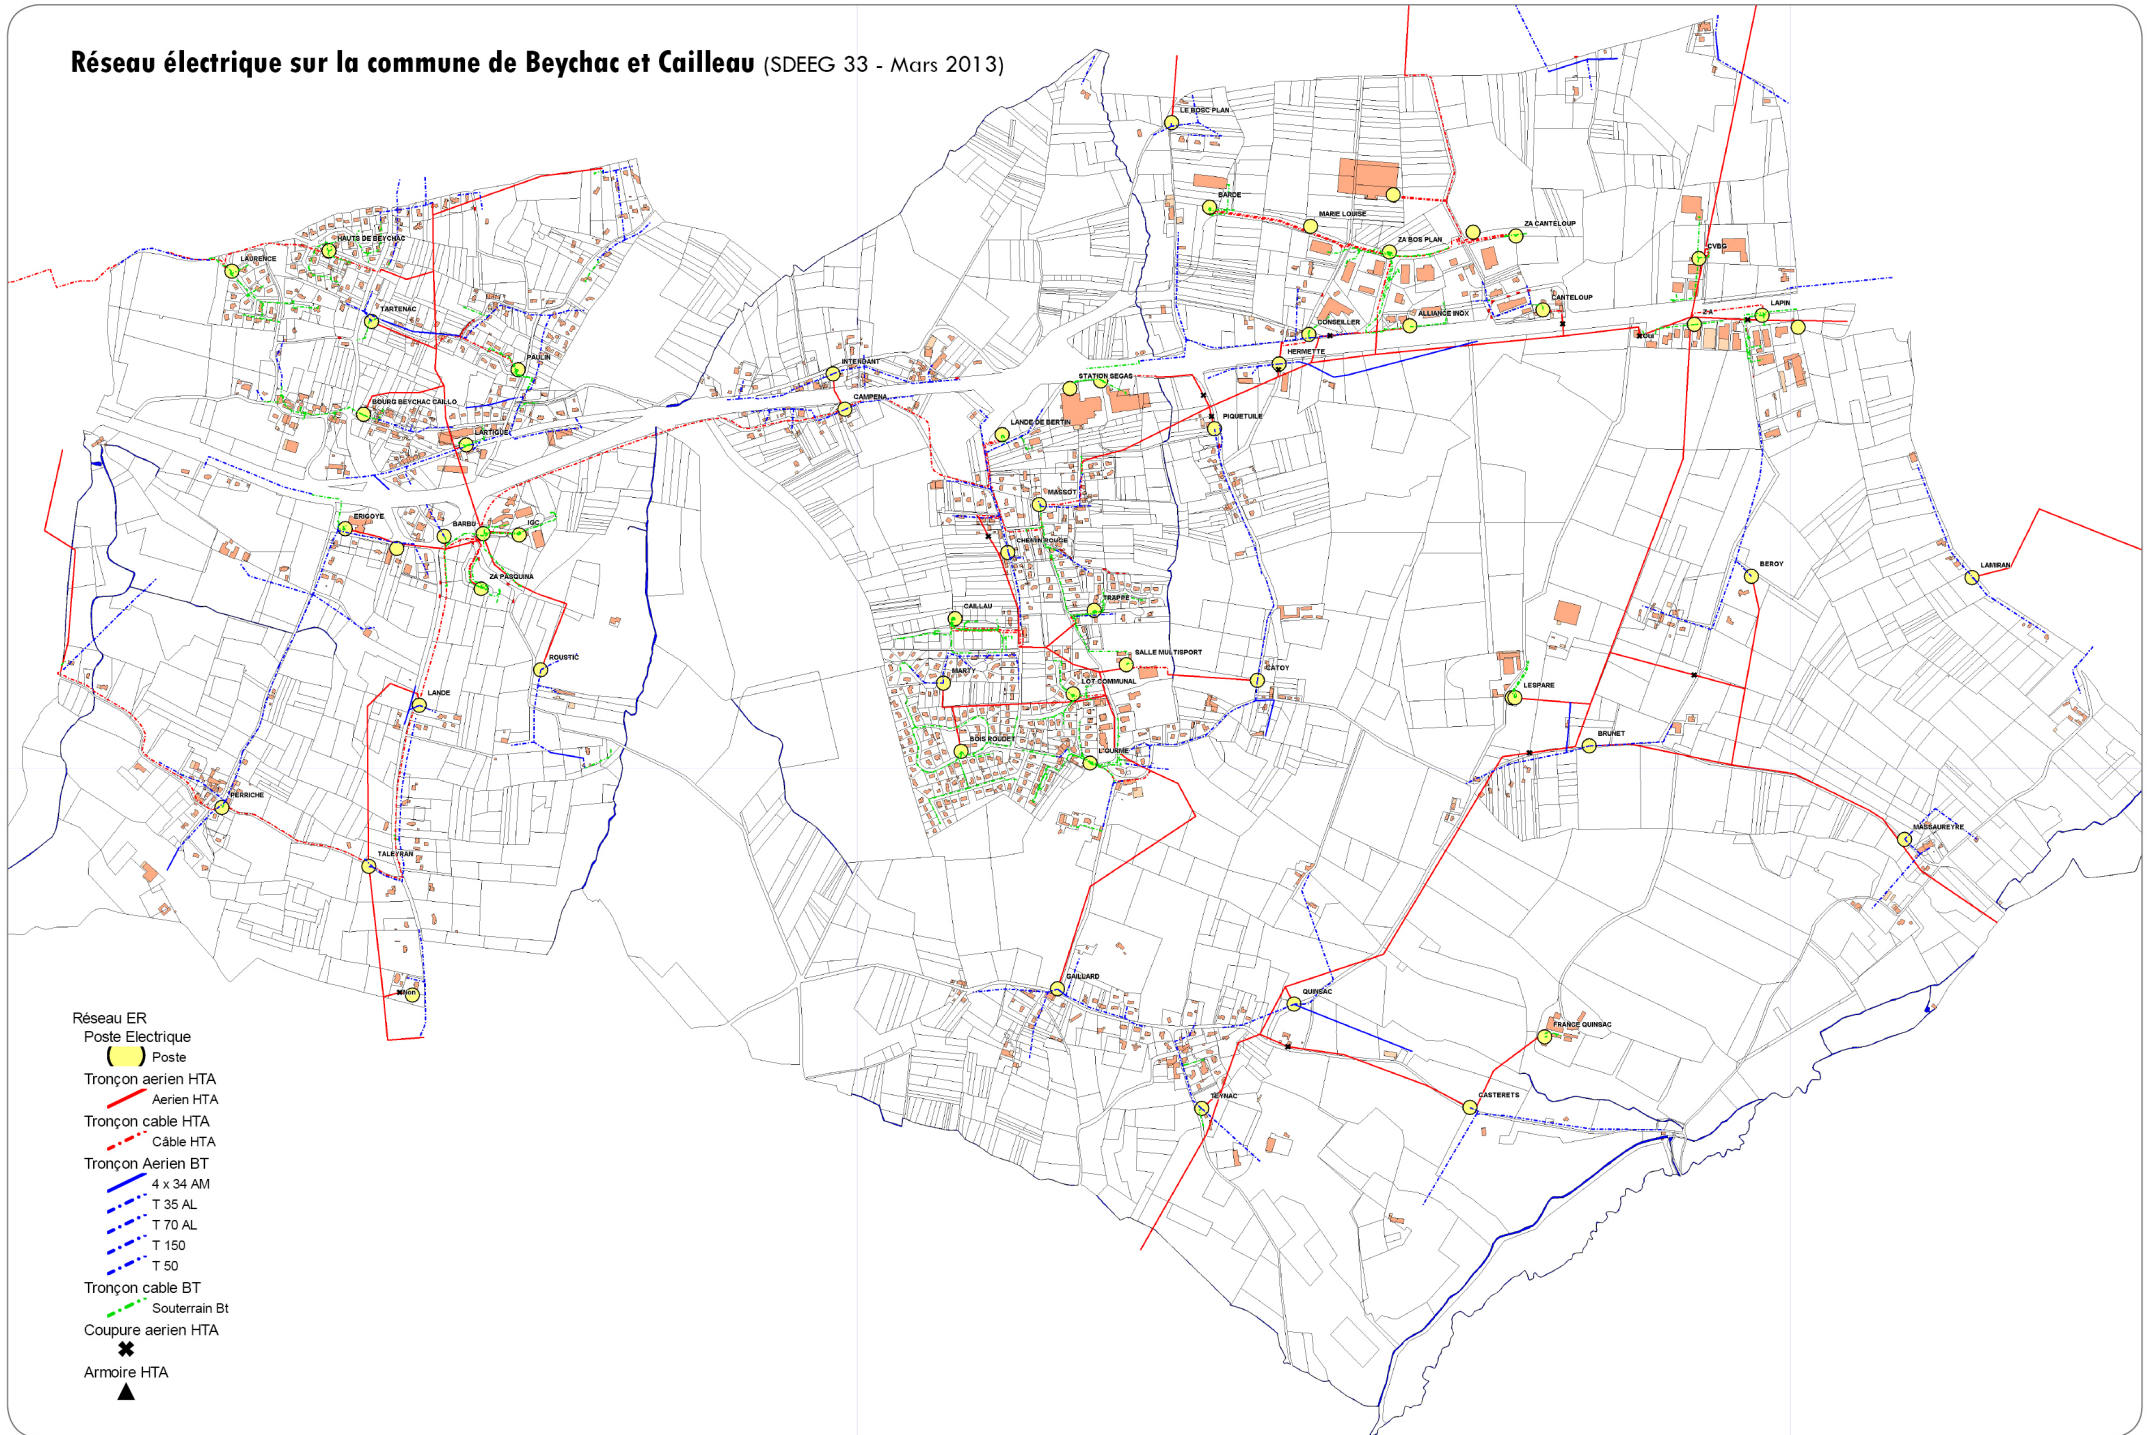 Réseau électrique sur la commune de Beychac et Cailleau (SDEEG 33 - Mars 2013)
LE BOSC PLAN
BARDE
MARIE LOUISE
ZA CANTELOUP
ZA BOS PLAN
HAUTS DE BEYCHAC
LAURENCE
CVBG
CANTELOUP
LAPIN
TARTENAC
ALLIANCE INOX
Z A
CONSEILLER
HERMETTE
PAULIN
INTENDANT
STATION SEGAS
CAMPENA
BOURG BEYCHAC CAILLO
PIQUETUILE
LANDE DE BERTIN
LARTIGUE
MASSOT
ERIGOYE
BARBU
IGC
CHEMIN ROUGE
BEROY
LAMIRAN
ZA PASQUINA
TRAPPE
CAILLAU
SALLE MULTISPORT
ROUSTIC
CATOY
MARTY
LOT COMMUNAL
LESPARE
LANDE
BRUNET
BOIS ROUDET
L'OURME
PERRICHE
MASSAUREYRE
TALEYRAN
GAILLARD
QUINSAC
FRANCE QUINSAC
TEYNAC
CASTERETS
Réseau ER
Poste Electrique
Poste
Tronçon aerien HTA
Aerien HTA
Tronçon cable HTA
Câble HTA
Tronçon Aerien BT
4 x 34 AM
T 35 AL
T 70 AL
T 150
T 50
Tronçon cable BT
Souterrain Bt
Coupure aerien HTA
Armoire HTA